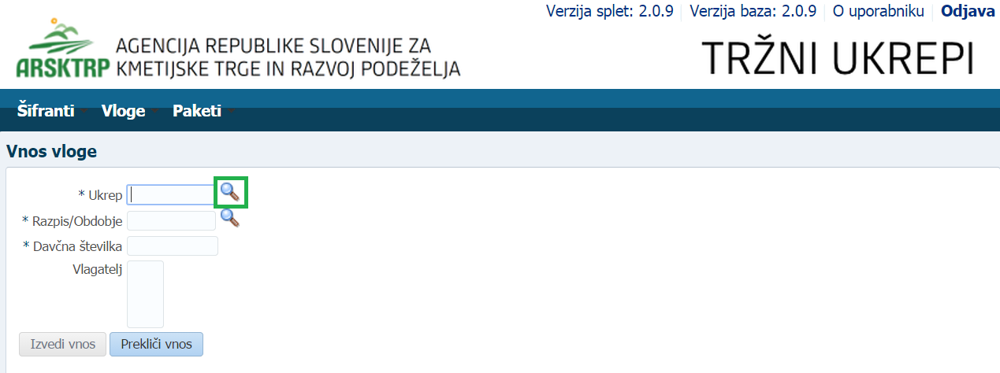 Verzija splet: 2.0.9 Verzija baza: 2.0.9 O uporabniku Odjava
ARSKTRP
AGENCIJA REPUBLIKE SLOVENIJE ZA
KMETIJSKE TRGE IN RAZVOJ PODEŽELJA
TRŽNI UKREPI
Šifranti Vloge Paketi
Vnos vloge
* Ukrep
* Razpis/Obdobje
* Davčna številka
Vlagatelj
Izvedi vnos Prekliči vnos